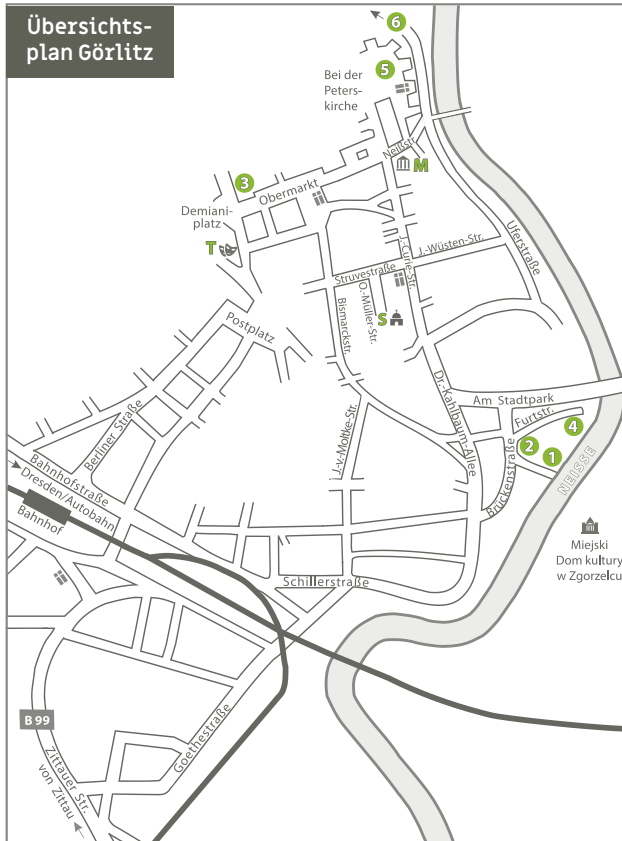 Übersichts-
plan Görlitz
6
5
Bei der
Peters-
kirche
Neißstr.
M
3
Obermarkt
Demiani-
platz
T
J.-Wüsten-Str.
Uferstraße
J.-Curie-Str.
Struvestraße
O.-Müller-Str.
S
Bismarckstr.
Postplatz
Am Stadtpark
Furtstr.
4
2
1
Dr.-Kahlbaum-Allee
Brückenstraße
NEISSE
J.-v.-Moltke-Str.
Berliner Straße
Bahnhofstraße
Dresden/Autobahn
Bahnhof
Miejski
Dom kultury
w Zgorzelcu
Schillerstraße
Goethestraße
B 99
Zittauer Str.
von Zittau